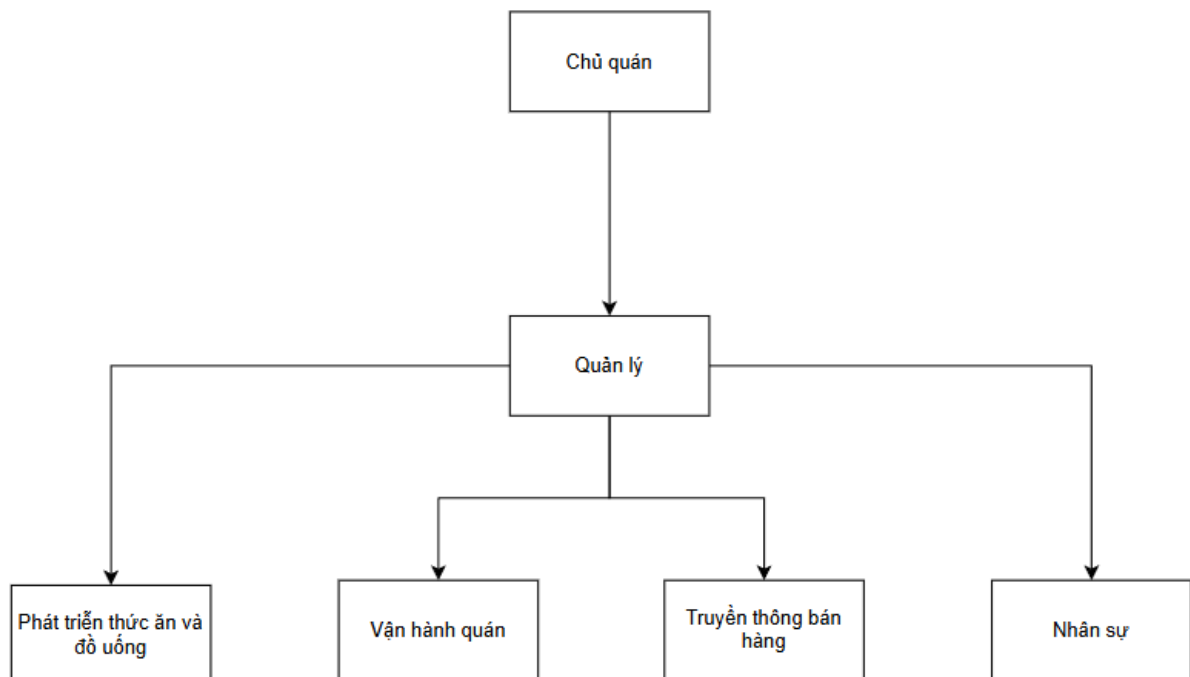 Chủ quán
Quản lý
Phát triễn thức ăn và
đồ uống
Vận hành quán
Truyền thông bán
hàng
Nhân sự